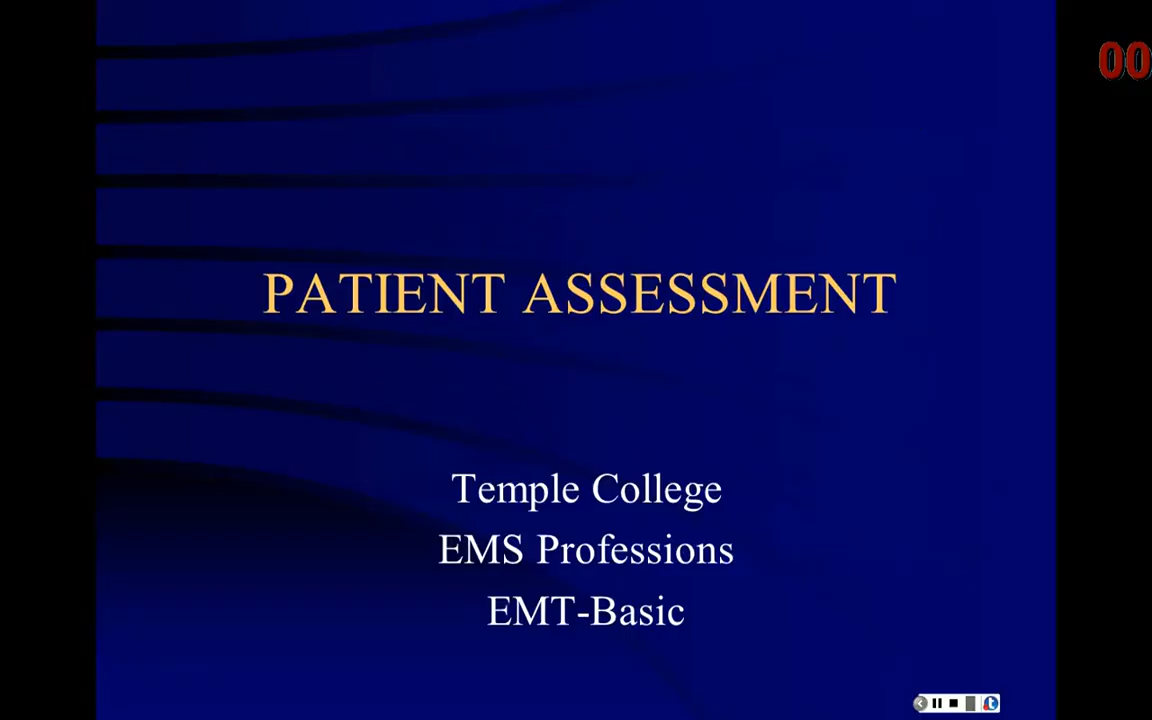 00
PATIENT ASSESSMENT
Temple College
EMS Professions
EMT-Basic